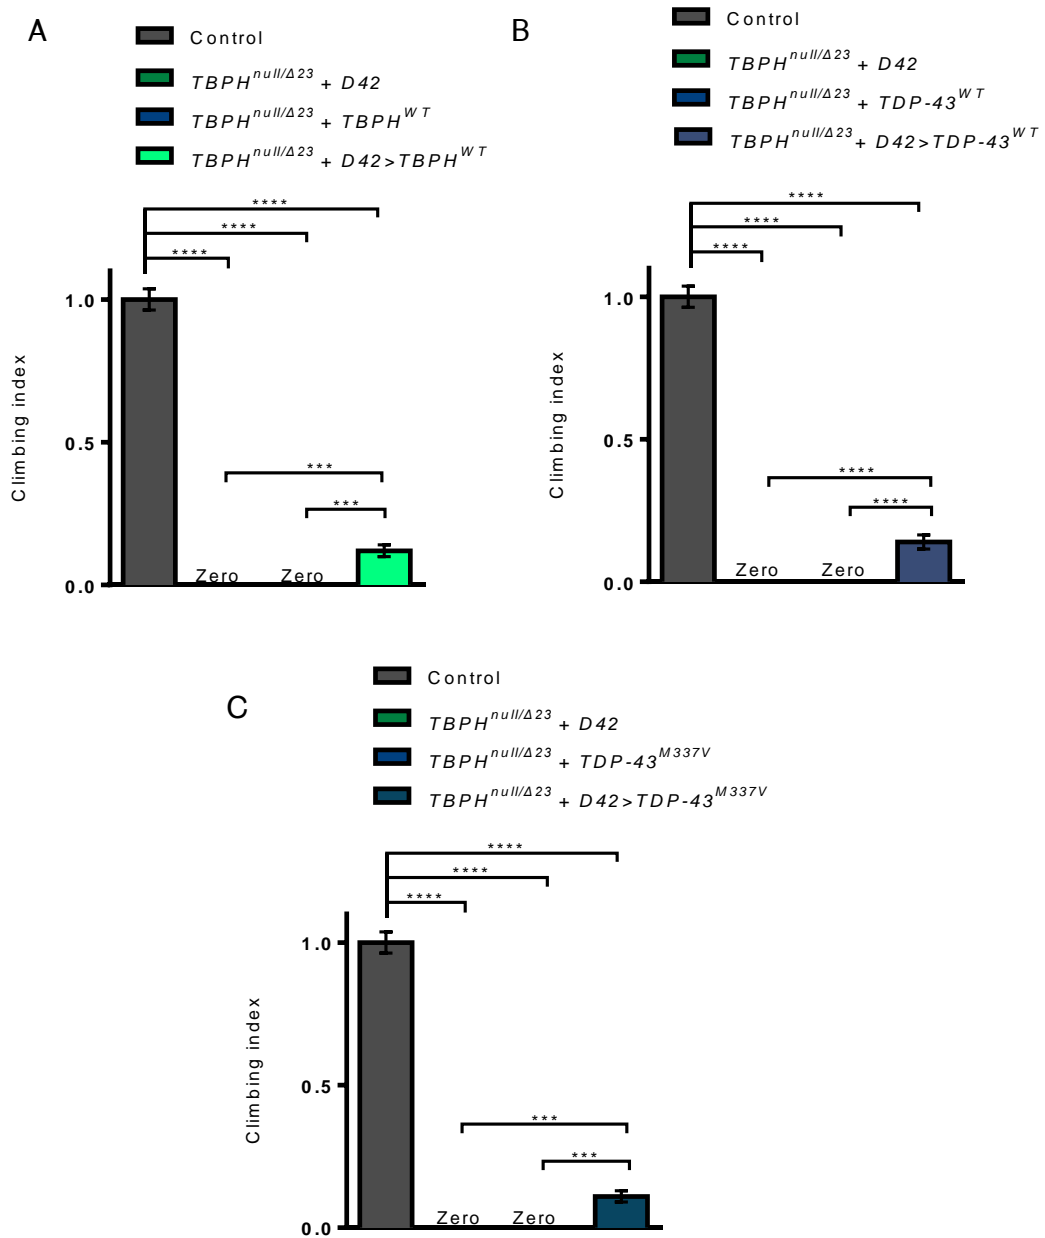 A
Control
TBPH^null/Δ23 + D42
TBPH^null/Δ23 + TBPH^WT
TBPH^null/Δ23 + D42>TBPH^WT
****
****
****
1.0
0.5
0.0
Climbing index
***
***
Zero Zero
B
Control
TBPH^null/Δ23 + D42
TBPH^null/Δ23 + TDP-43^WT
TBPH^null/Δ23 + D42>TDP-43^WT
****
****
****
1.0
0.5
0.0
Climbing index
****
****
Zero Zero
C
Control
TBPH^null/Δ23 + D42
TBPH^null/Δ23 + TDP-43^M337V
TBPH^null/Δ23 + D42>TDP-43^M337V
****
****
****
1.0
0.5
0.0
Climbing index
***
***
Zero Zero